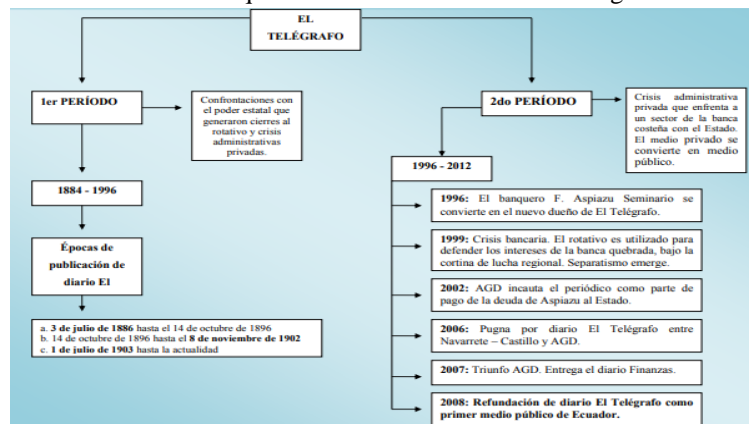 EL
TELÉGRAFO
1er PERÍODO
Confrontaciones con
el poder estatal que
generaron cierres al
rotativo y crisis
administrativas
privadas.
1884 - 1996
Épocas de
publicación de
diario El
a. 3 de julio de 1886 hasta el 14 de octubre de 1896
b. 14 de octubre de 1896 hasta el 8 de noviembre de 1902
c. 1 de julio de 1903 hasta la actualidad
2do PERÍODO
Crisis administrativa
privada que enfrenta a
un sector de la banca
costeña con el Estado.
El medio privado se
convierte en medio
público.
1996 - 2012
1996: El banquero F. Aspiazu Seminario se
convierte en el nuevo dueño de El Telégrafo.
1999: Crisis bancaria. El rotativo es utilizado para
defender los intereses de la banca quebrada, bajo la
cortina de lucha regional. Separatismo emerge.
2002: AGD incauta el periódico como parte de
pago de la deuda de Aspiazu al Estado.
2006: Pugna por diario El Telégrafo entre
Navarrete – Castillo y AGD.
2007: Triunfo AGD. Entrega el diario Finanzas.
2008: Refundación de diario El Telégrafo como
primer medio público de Ecuador.